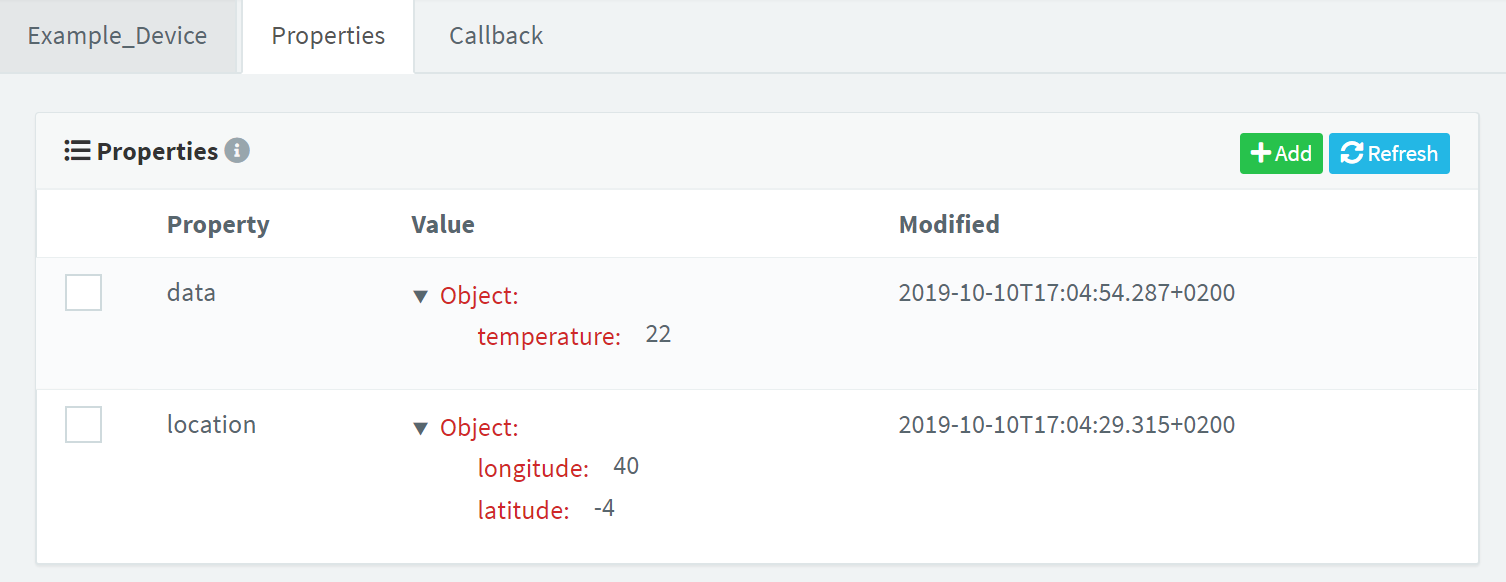 Example_Device Properties Callback
Properties Add Refresh
Property Value Modified
data Object: 2019-10-10T17:04:54.287+0200
temperature: 22
location Object: 2019-10-10T17:04:29.315+0200
longitude: 40
latitude: -4